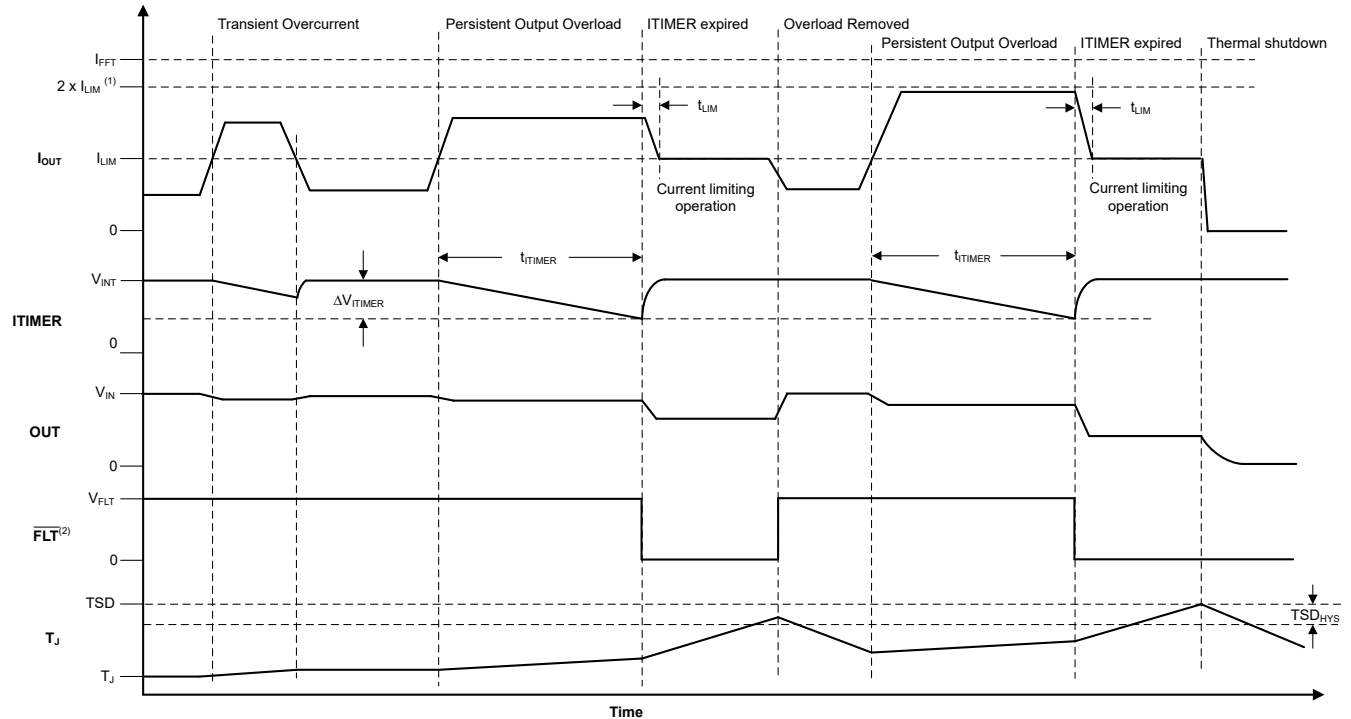 Transient Overcurrent
Persistent Output Overload
ITIMER expired
Overload Removed
Persistent Output Overload
ITIMER expired
Thermal shutdown
IFFT
2 x ILIM (1)
IOUT
ILIM
0
tLIM
Current limiting
operation
tLIM
Current limiting
operation
VINT
tITIMER
tITIMER
ΔVITIMER
ITIMER
0
VIN
OUT
0
VFLT
FLT(2)
0
TSD
TSDHYS
TJ
TJ
Time